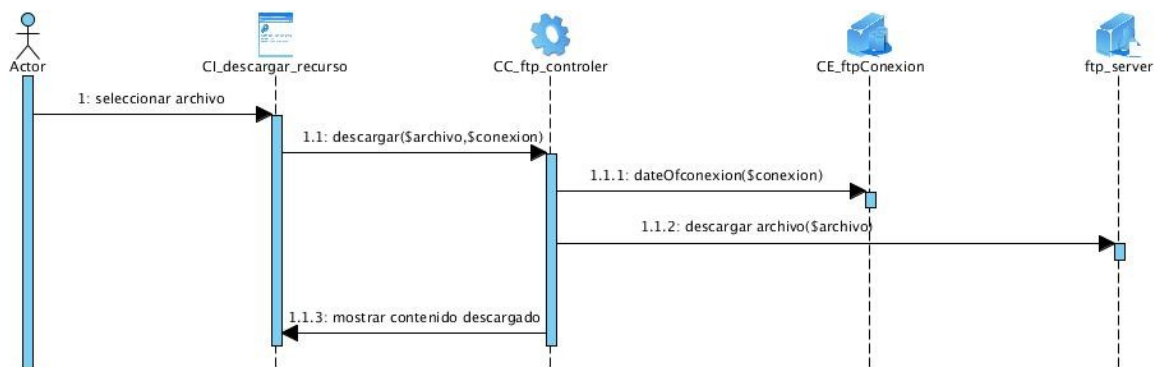 Actor
CI_descargar_recurso
CC_ftp_controler
CE_ftpConexion
ftp_server
1: seleccionar archivo
1.1: descargar($archivo,$conexion)
1.1.1: dateOfconexion($conexion)
1.1.2: descargar archivo($archivo)
1.1.3: mostrar contenido descargado